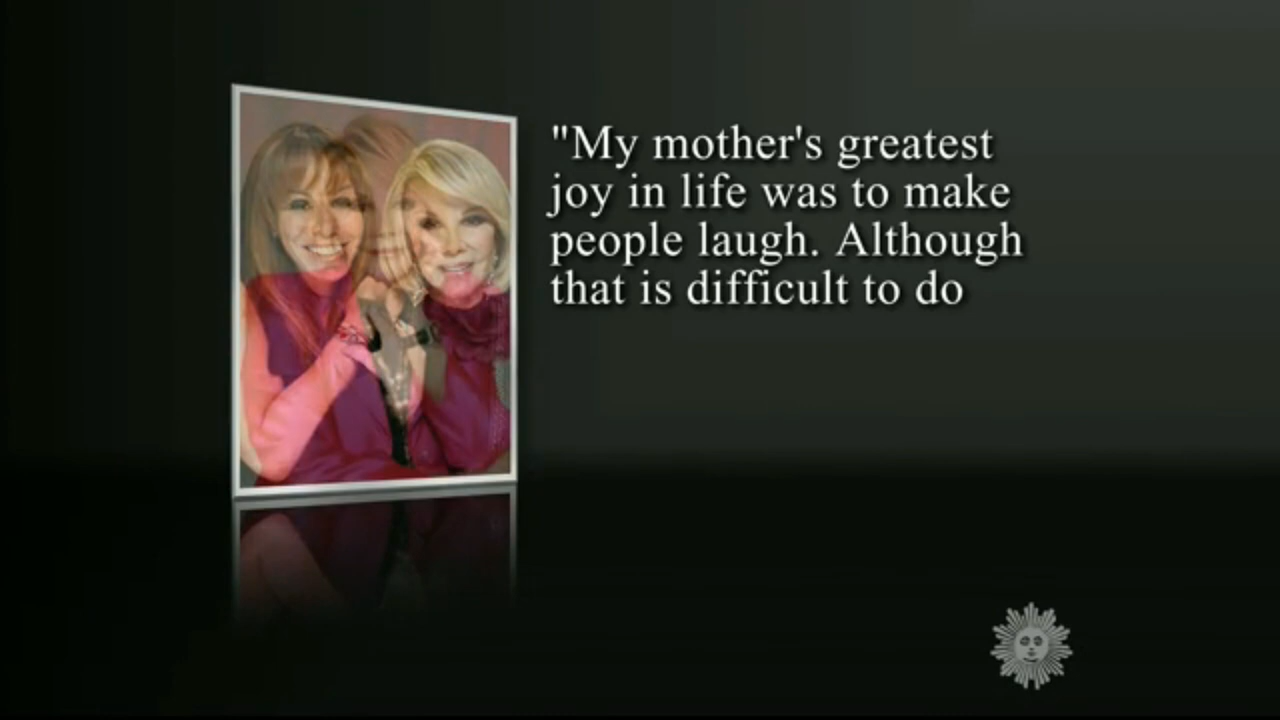 "My mother's greatest
joy in life was to make
people laugh. Although
that is difficult to do